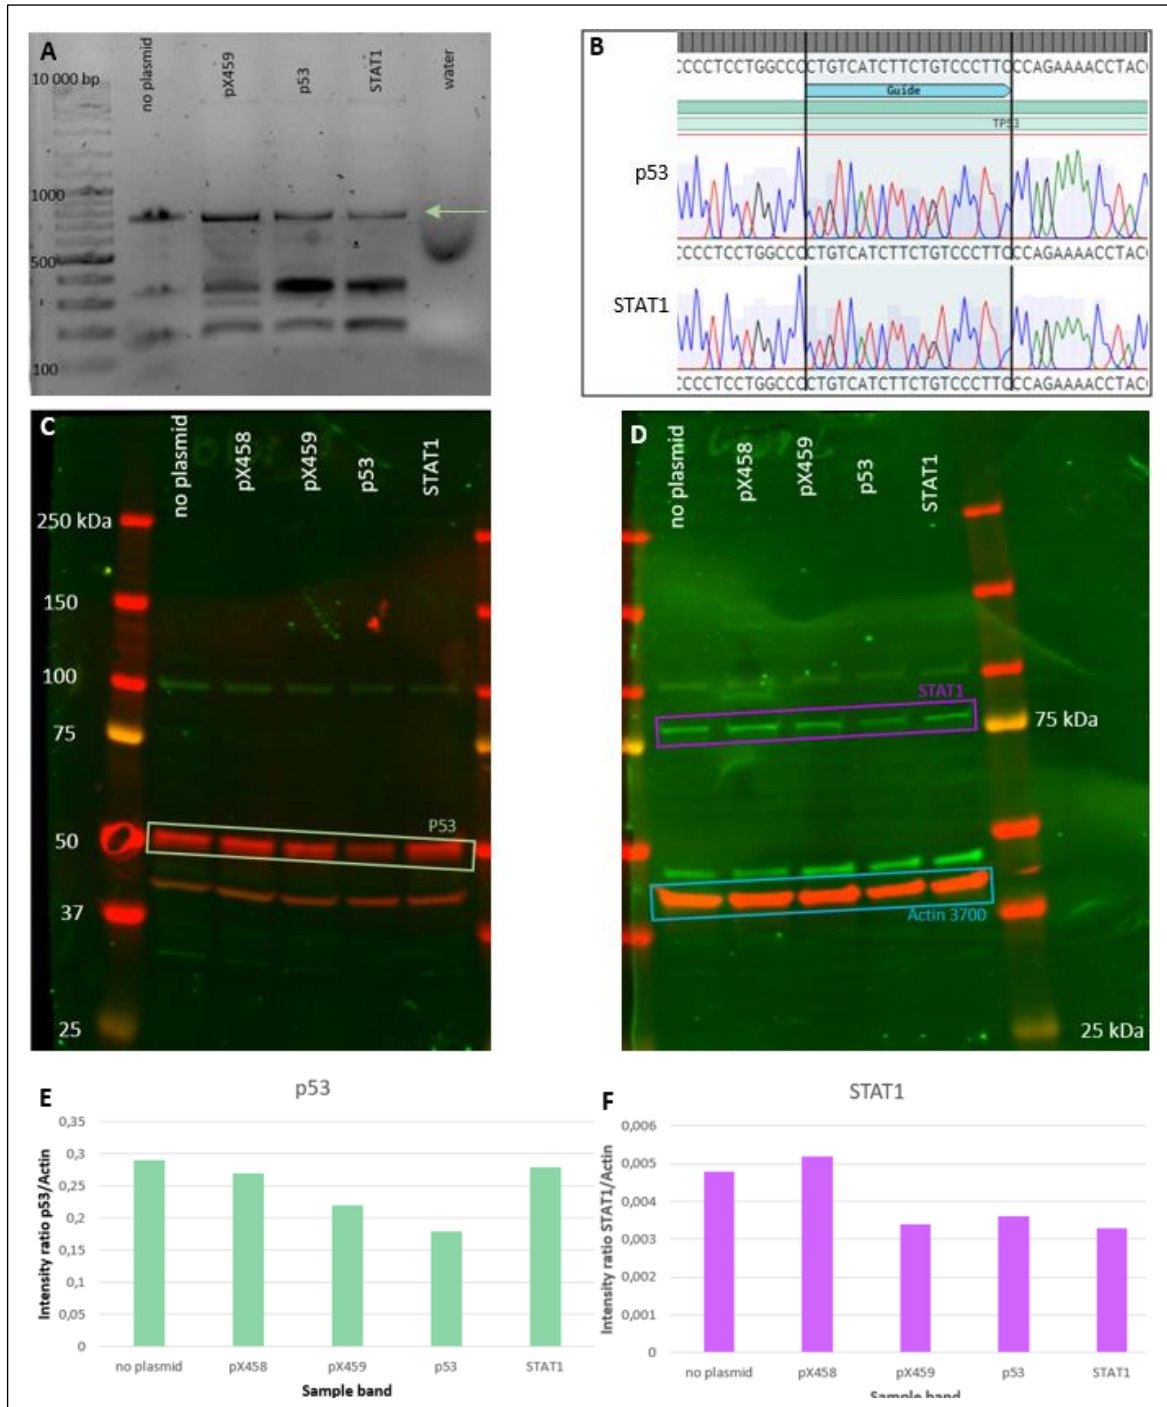 A
no plasmid
pX459
p53
STAT1
water
10 000 bp
1000
500
100
B
CCCCTCCTGGCCCCTGTCATCTTCTGTCCCTTCCCAGAAAACCTAC
Guide
TP53
p53
CCCCTCCTGGCCCCTGTCATCTTCTGTCCCTTCCCAGAAAACCTAC
STAT1
CCCCTCCTGGCCCCTGTCATCTTCTGTCCCTTCCCAGAAAACCTAC
C
no plasmid
pX458
pX459
p53
STAT1
250 kDa
150
100
75
50
37
25
P53
D
no plasmid
pX458
pX459
p53
STAT1
STAT1
75 kDa
Actin 3700
25 kDa
E
p53
Intensity ratio p53/Actin
0,35
0,3
0,25
0,2
0,15
0,1
0,05
0
no plasmid
pX458
pX459
p53
STAT1
Sample band
F
STAT1
Intensity ratio STAT1/Actin
0,006
0,005
0,004
0,003
0,002
0,001
0
no plasmid
pX458
pX459
p53
STAT1
Sample band